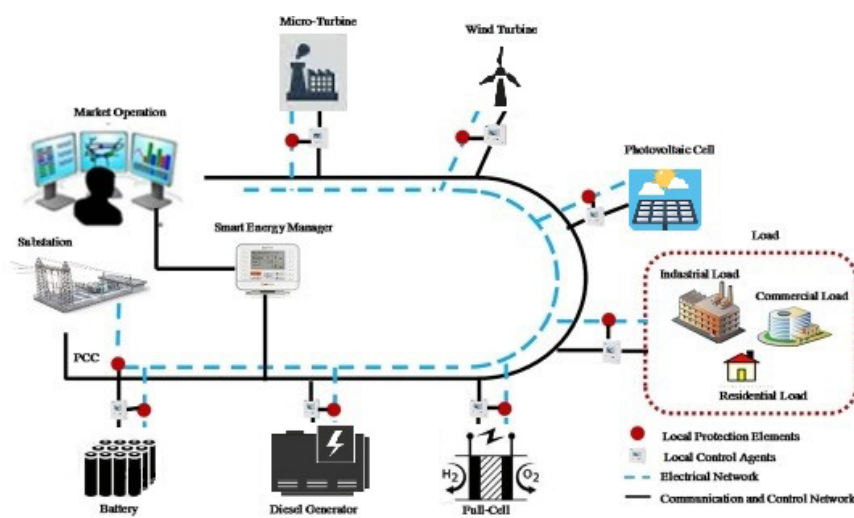 Micro-Turbine
Wind Turbine
Market Operation
Photovoltaic Cell
Substation
Smart Energy Manager
Load
Industrial Load
Commercial Load
PCC
Residential Load
Local Protection Elements
Local Control Agents
H2
O2
Electrical Network
Communication and Control Network
Battery
Diesel Generator
Full-Cell